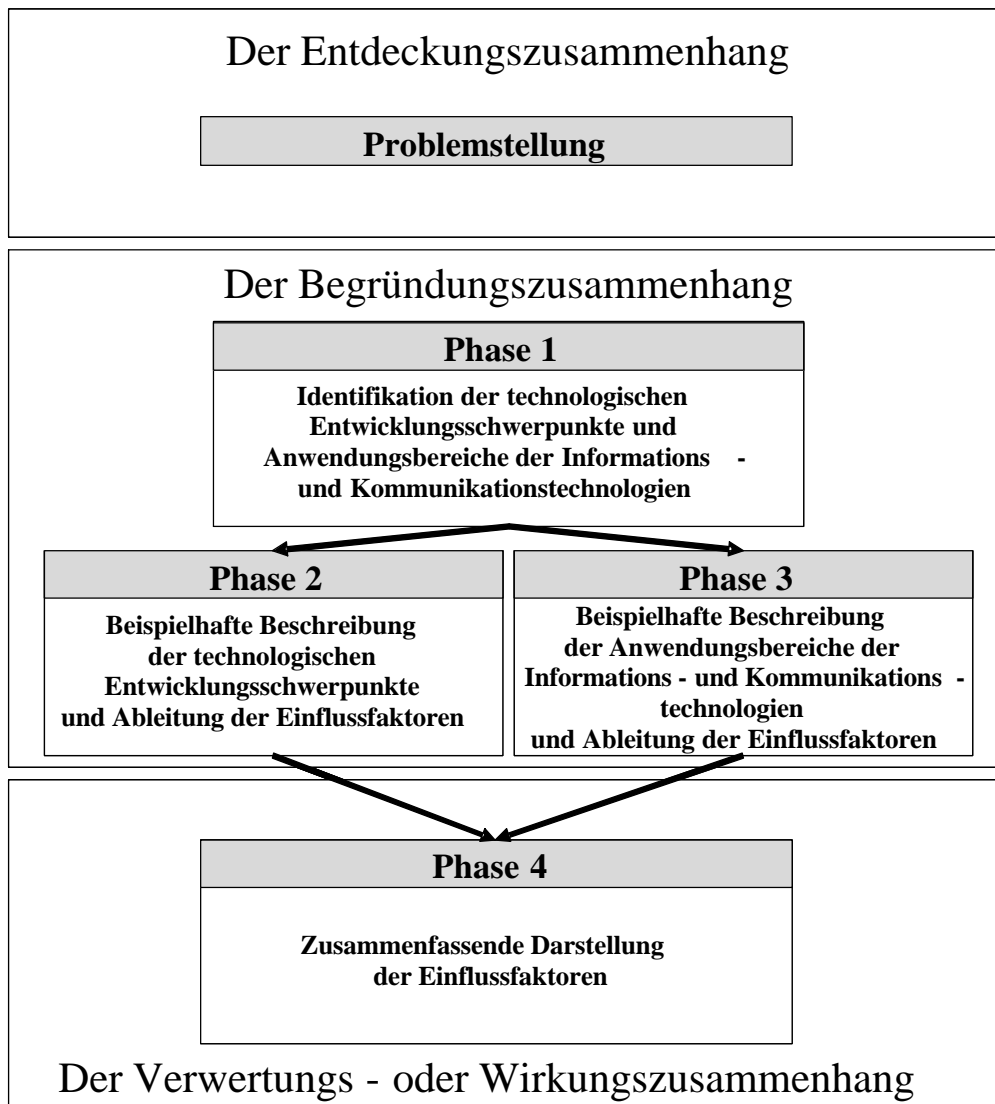 Der Entdeckungszusammenhang
Problemstellung
Der Begründungszusammenhang
Phase 1
Identifikation der technologischen
Entwicklungsschwerpunkte und
Anwendungsbereiche der Informations -
und Kommunikationstechnologien
Phase 2
Beispielhafte Beschreibung
der technologischen
Entwicklungsschwerpunkte
und Ableitung der Einflussfaktoren
Phase 3
Beispielhafte Beschreibung
der Anwendungsbereiche der
Informations - und Kommunikations -
technologien
und Ableitung der Einflussfaktoren
Phase 4
Zusammenfassende Darstellung
der Einflussfaktoren
Der Verwertungs - oder Wirkungszusammenhang